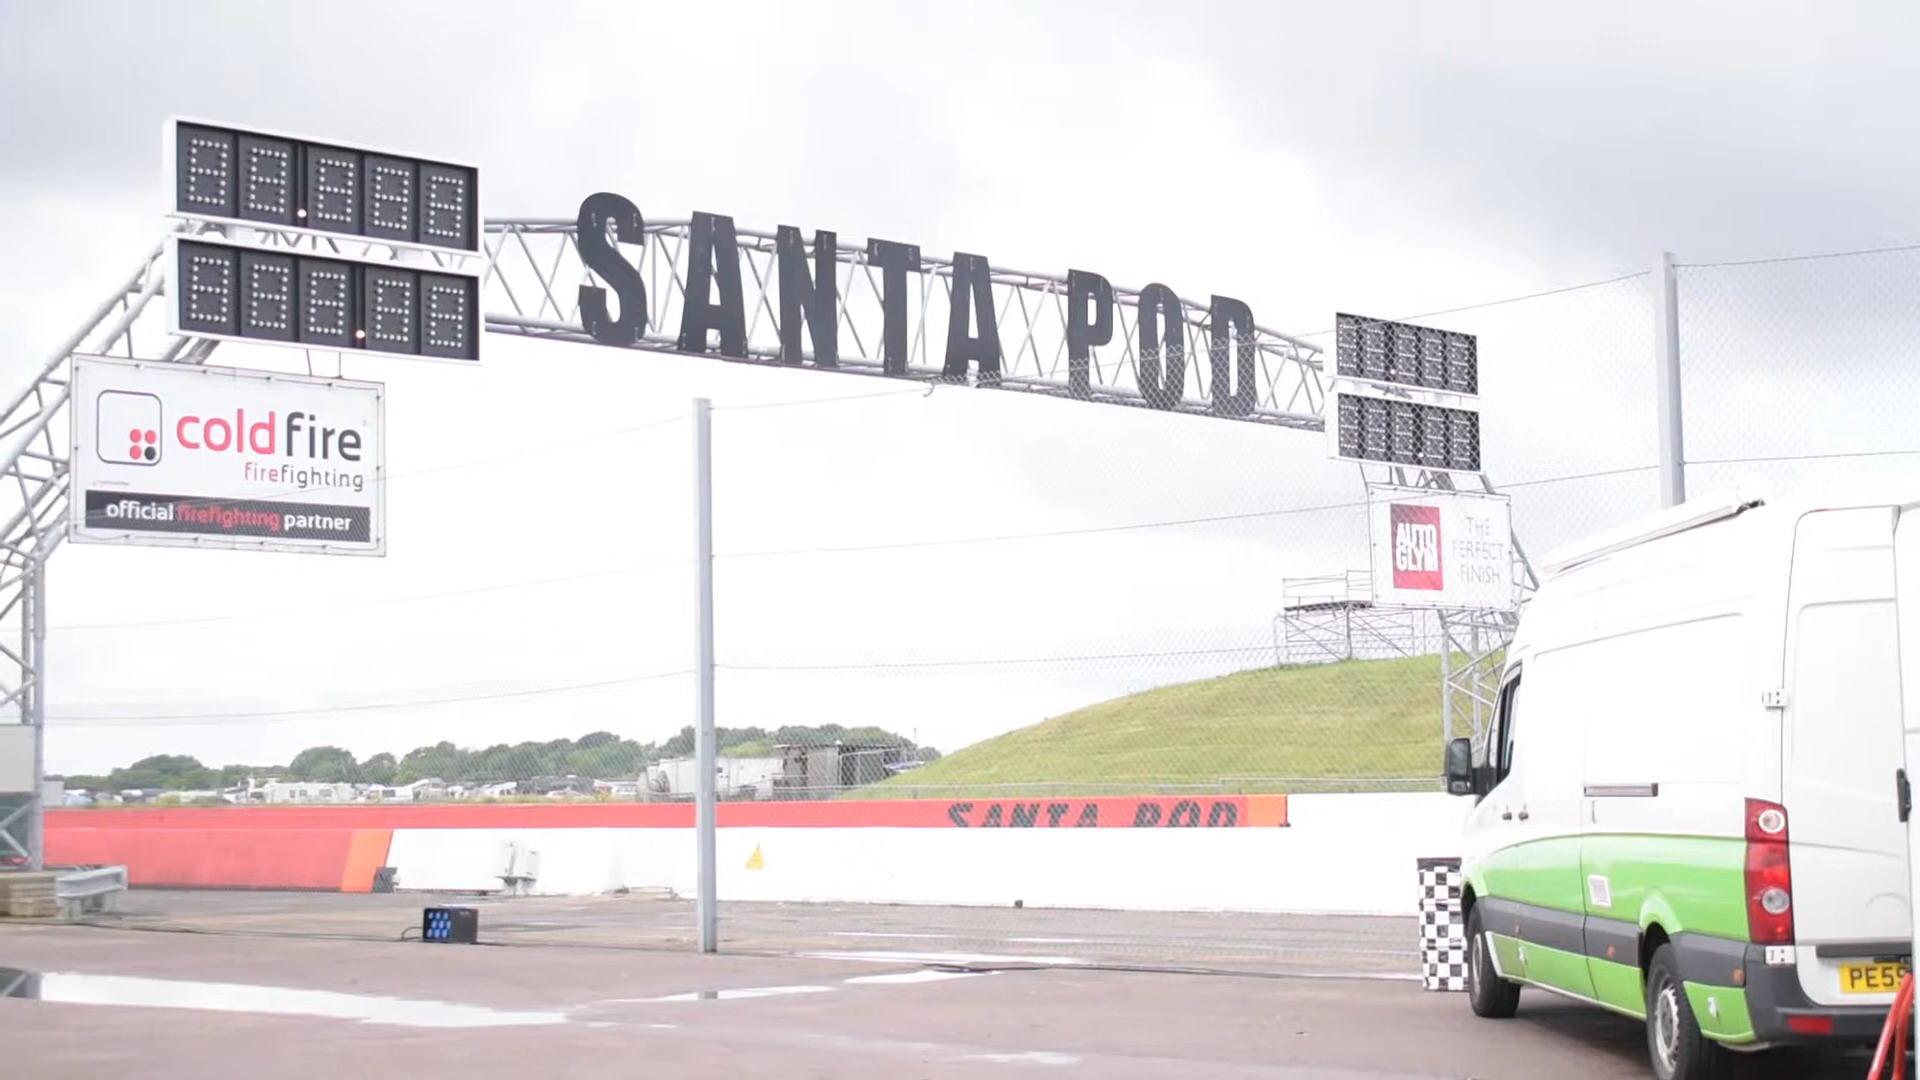 SANTA POD
cold fire
firefighting
official firefighting partner
AUTO
GLYM
THE
PERFECT
FINISH
SANTA POD
PE59